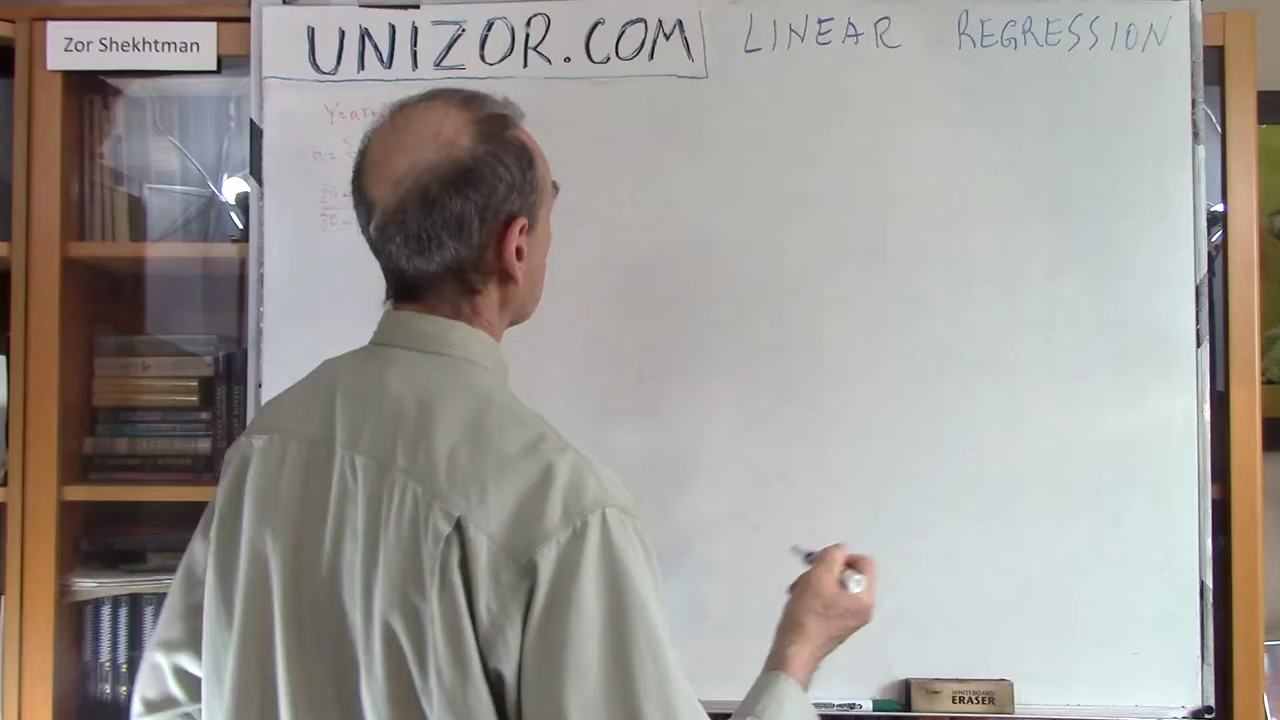 Zor Shekhtman
UNIZOR.COM
LINEAR REGRESSION
WHITEBOARD
ERASER